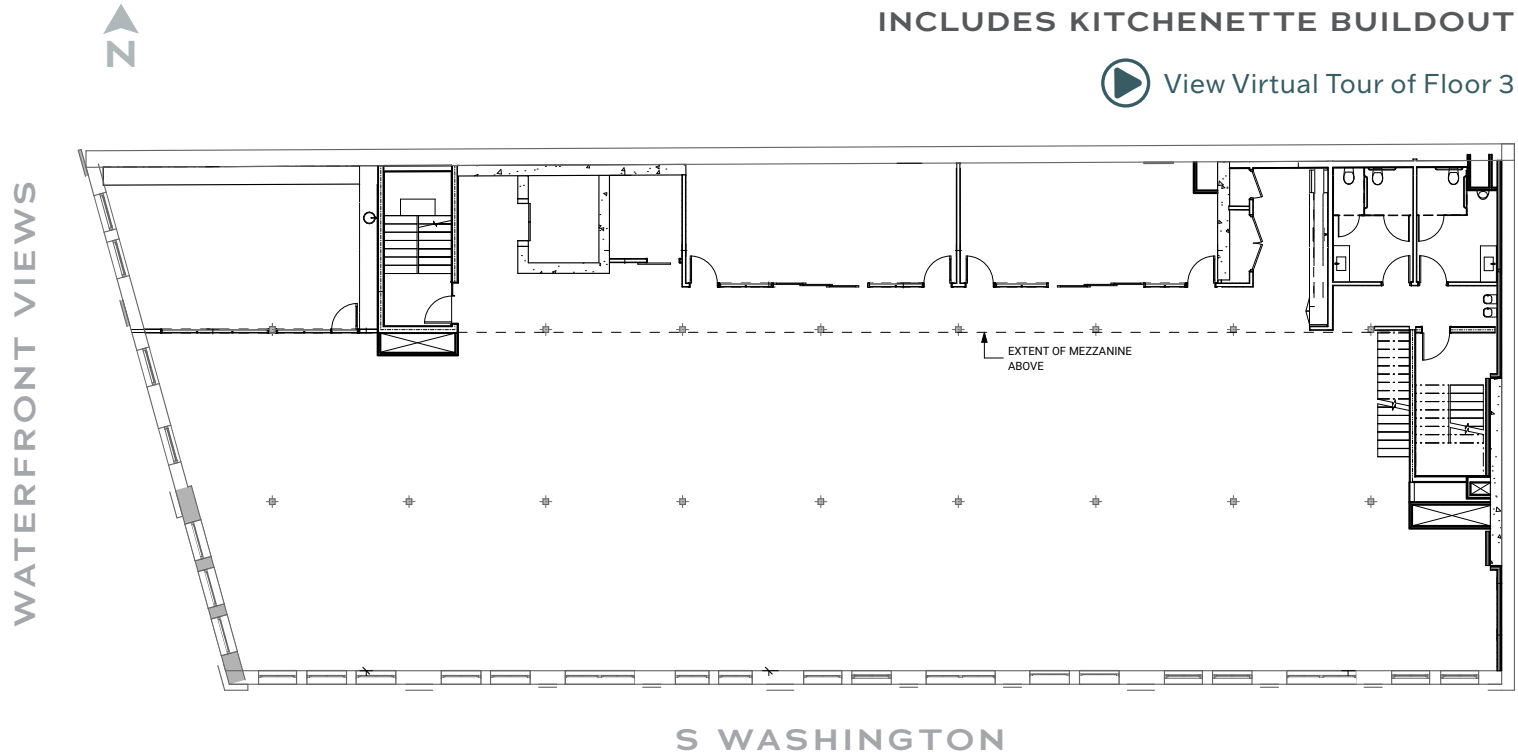 INCLUDES KITCHENETTE BUILDOUT
N
View Virtual Tour of Floor 3
WATERFRONT VIEWS
EXTENT OF MEZZANINE
ABOVE
S WASHINGTON